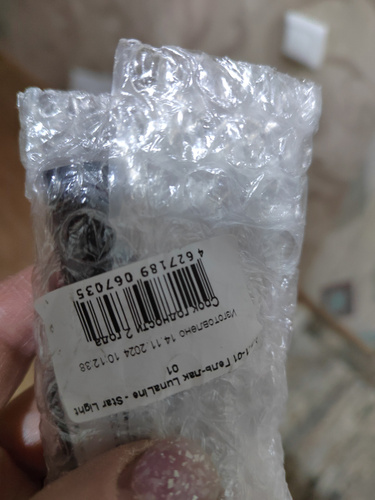 -01 Гель-лак LunaLine - Star Light
01
Изготовлено 14.11.2024 10:12:38
Срок годности 2 года
4 627189 067035